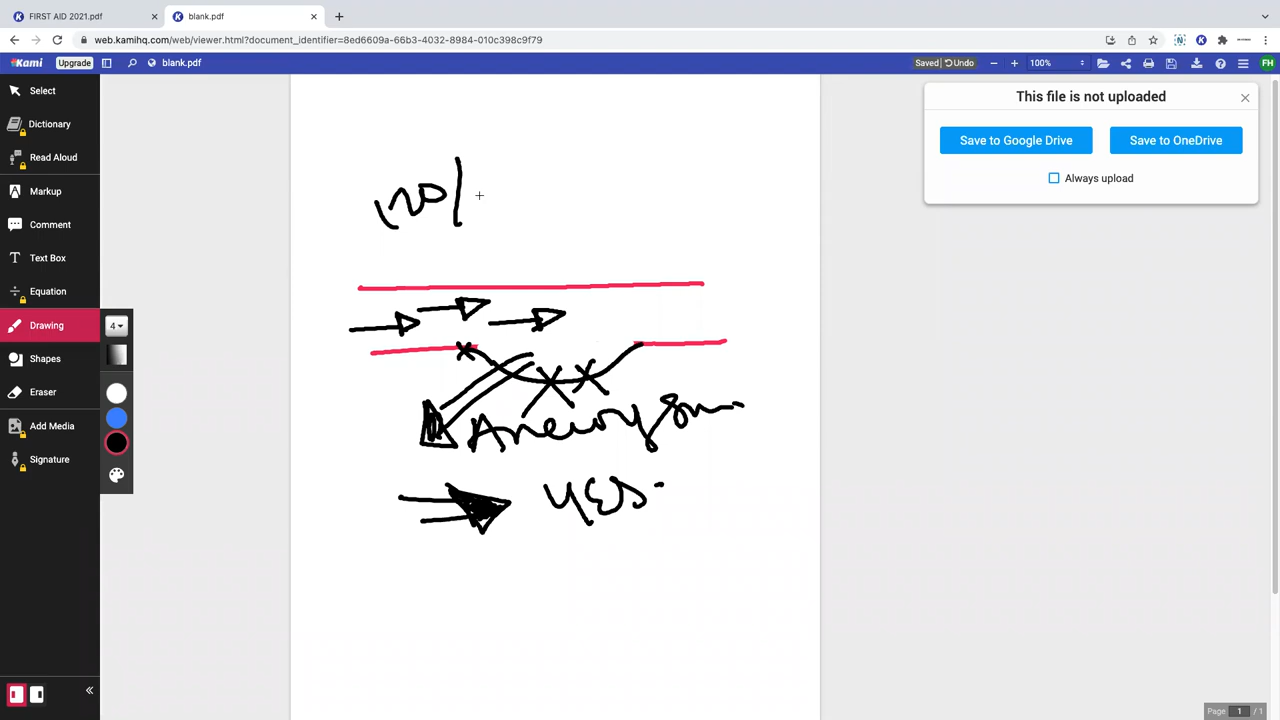 FIRST AID 2021.pdf
blank.pdf
web.kamihq.com/web/viewer.html?document_identifier=8ed6609a-66b3-4032-8984-010c398c9f79
Kami
Upgrade
blank.pdf
Saved
Undo
100%
FH
Select
Dictionary
Read Aloud
Markup
Comment
Text Box
Equation
Drawing
Shapes
Eraser
Add Media
Signature
4
This file is not uploaded
Save to Google Drive
Save to OneDrive
Always upload
Aneurysm
YES
Page 1 / 1